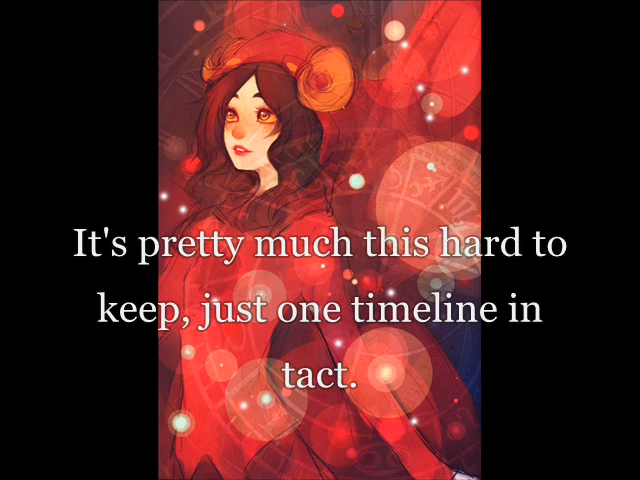 It's pretty much this hard to
keep, just one timeline in
tact.